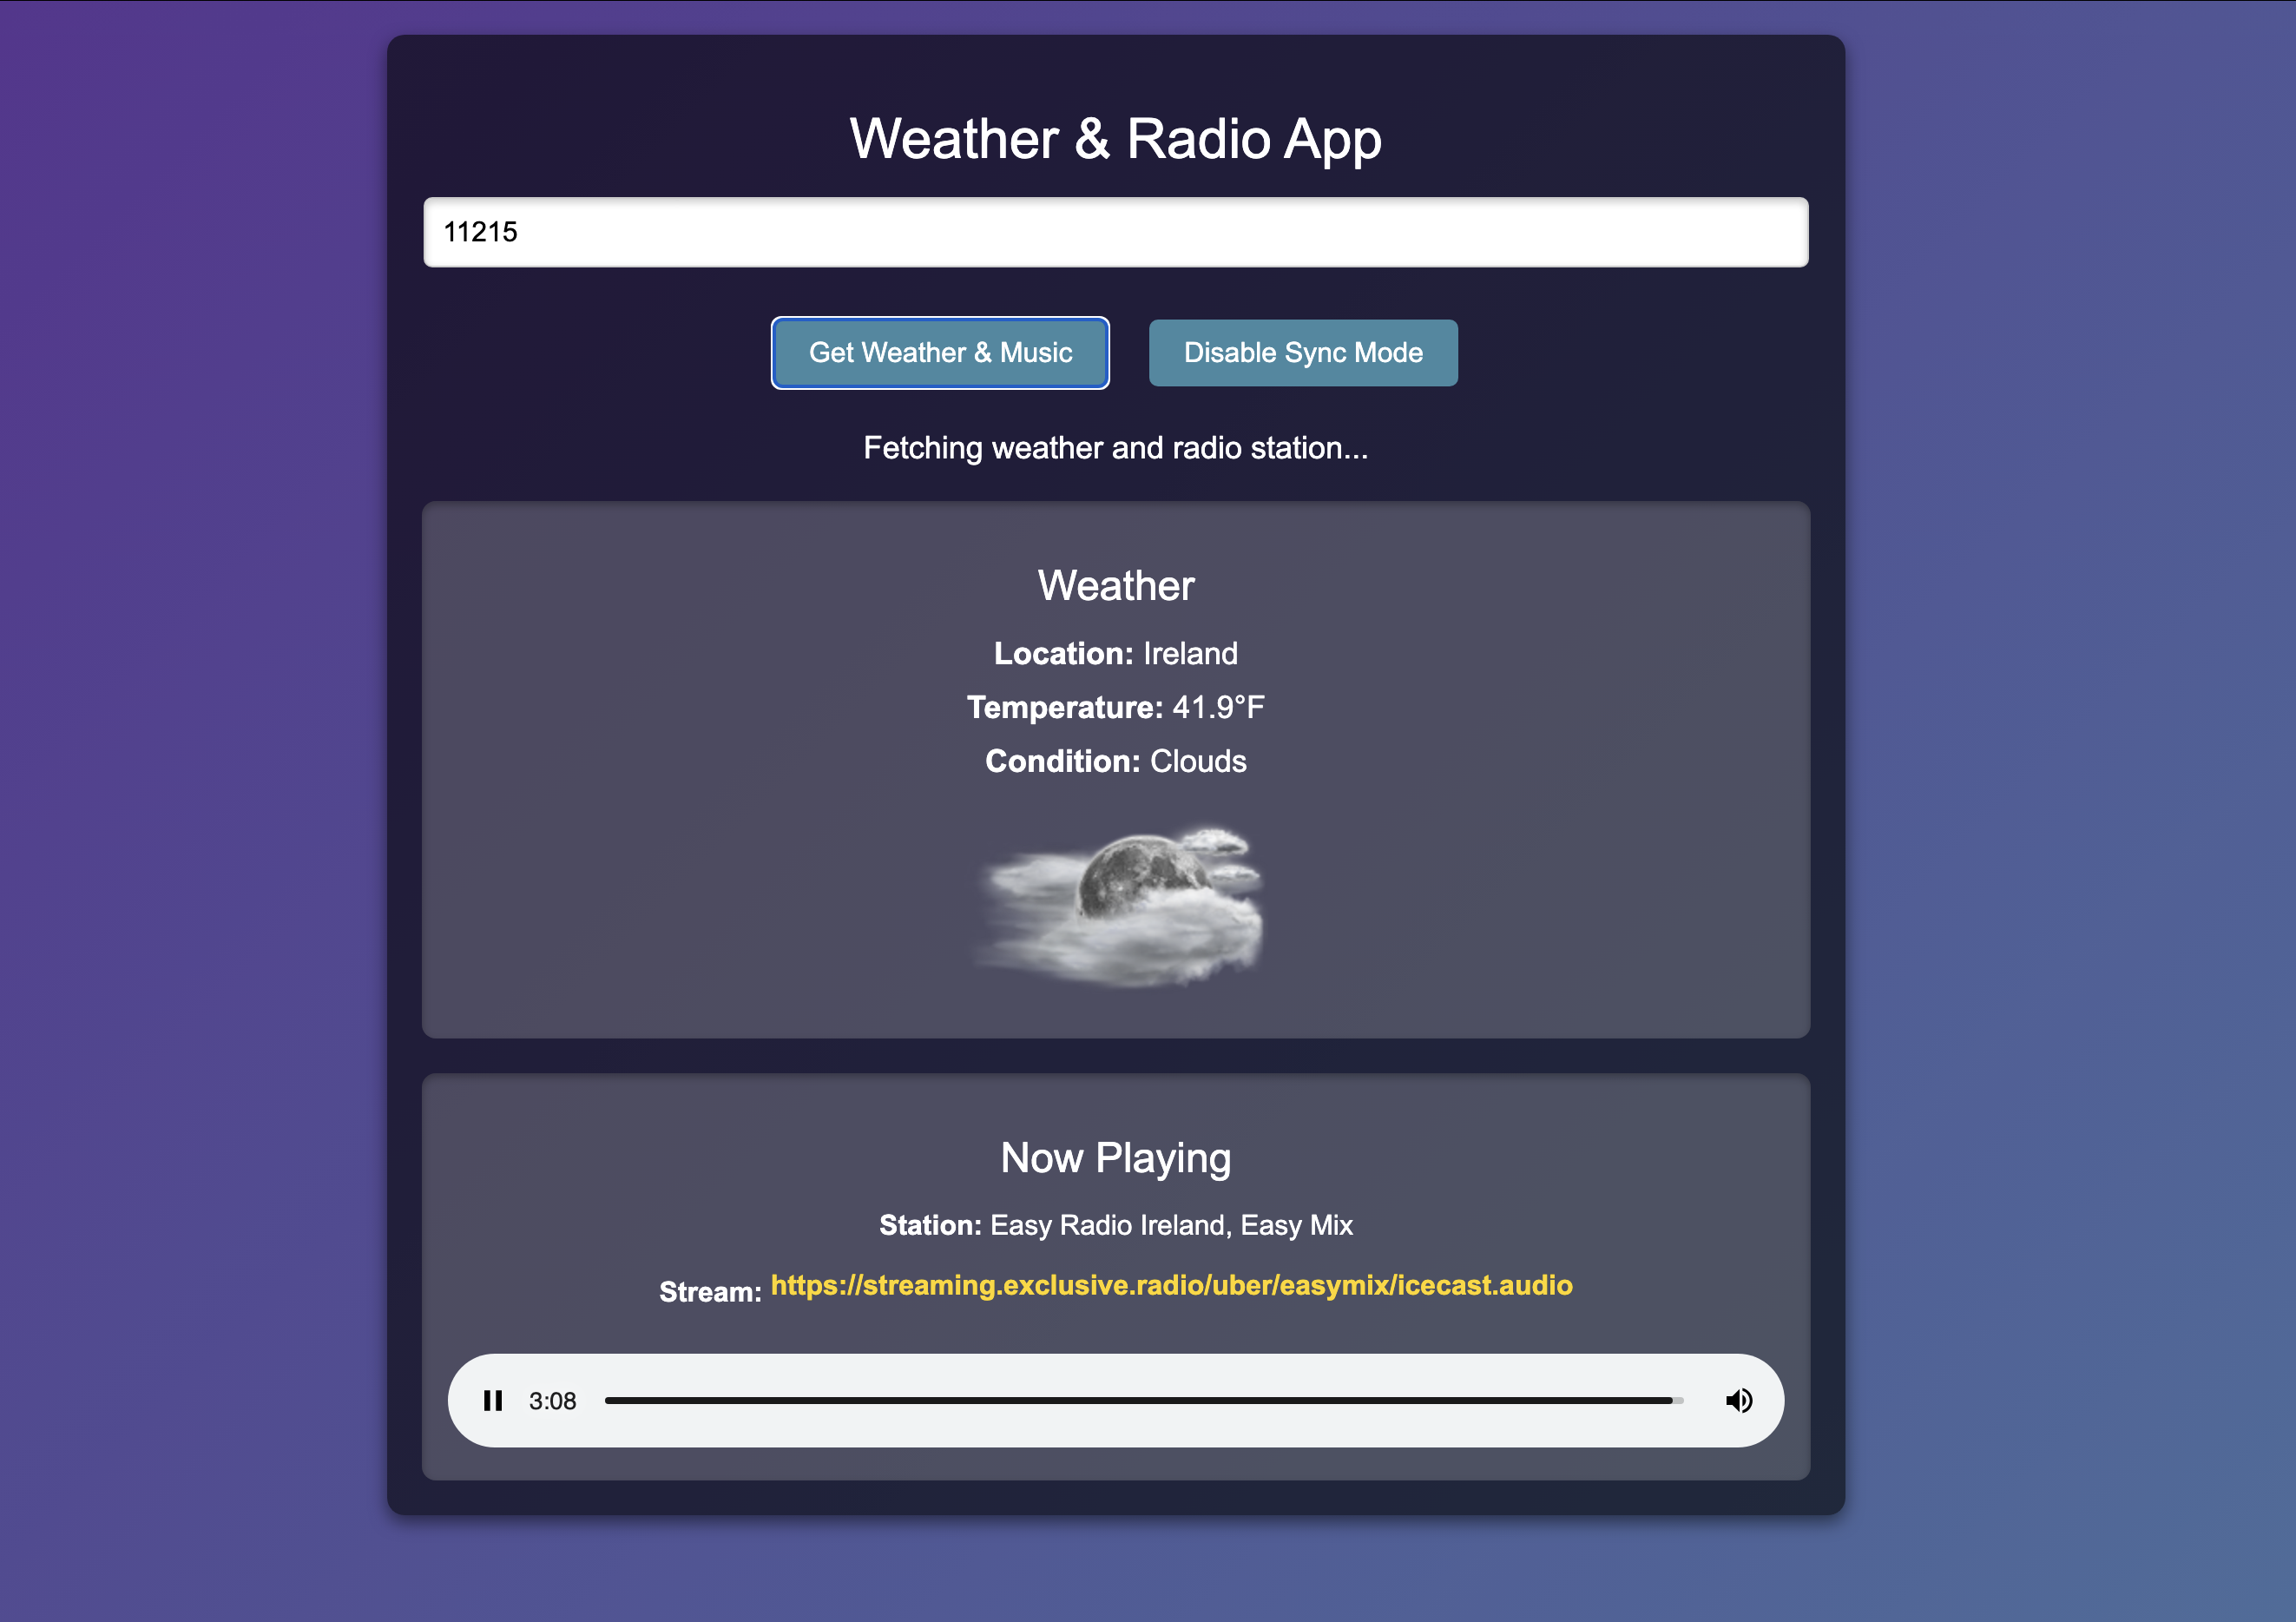 Weather & Radio App
11215
Get Weather & Music
Disable Sync Mode
Fetching weather and radio station...
Weather
Location: Ireland
Temperature: 41.9°F
Condition: Clouds
Now Playing
Station: Easy Radio Ireland, Easy Mix
Stream: https://streaming.exclusive.radio/uber/easymix/icecast.audio
3:08